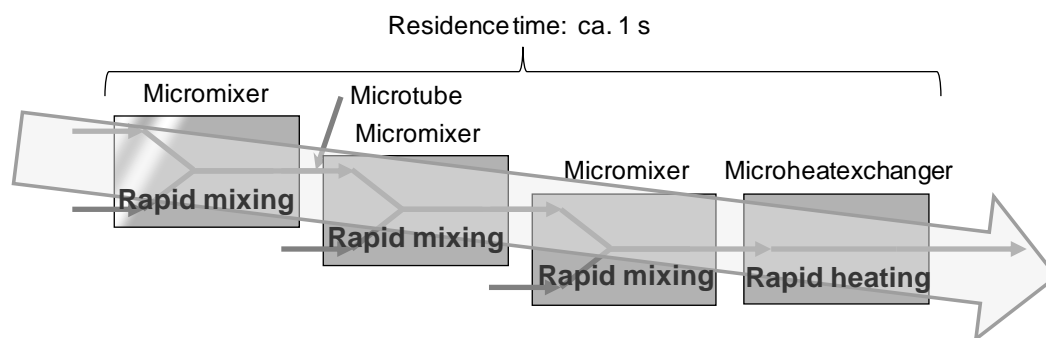 Residence time: ca. 1 s
Micromixer
Microtube
Micromixer
Micromixer
Microheatexchanger
Rapid mixing
Rapid mixing
Rapid mixing
Rapid heating